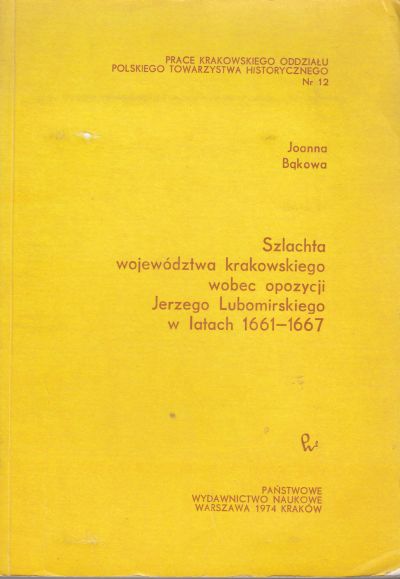 PRACE KRAKOWSKIEGO ODDZIAŁU
POLSKIEGO TOWARZYSTWA HISTORYCZNEGO
Nr 12
Joanna
Bąkowa
Szlachta
województwa krakowskiego
wobec opozycji
Jerzego Lubomirskiego
w latach 1661—1667
PAŃSTWOWE
WYDAWNICTWO NAUKOWE
WARSZAWA 1974 KRAKÓW